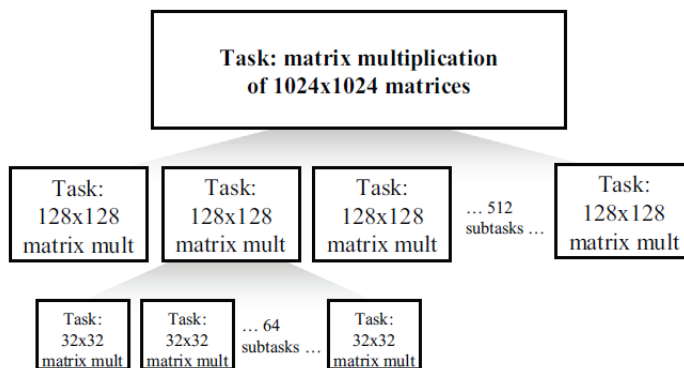 Task: matrix multiplication
of 1024x1024 matrices
Task:
128x128
matrix mult
Task:
128x128
matrix mult
Task:
128x128
matrix mult
... 512
subtasks ...
Task:
128x128
matrix mult
Task:
32x32
matrix mult
Task:
32x32
matrix mult
... 64
subtasks ...
Task:
32x32
matrix mult